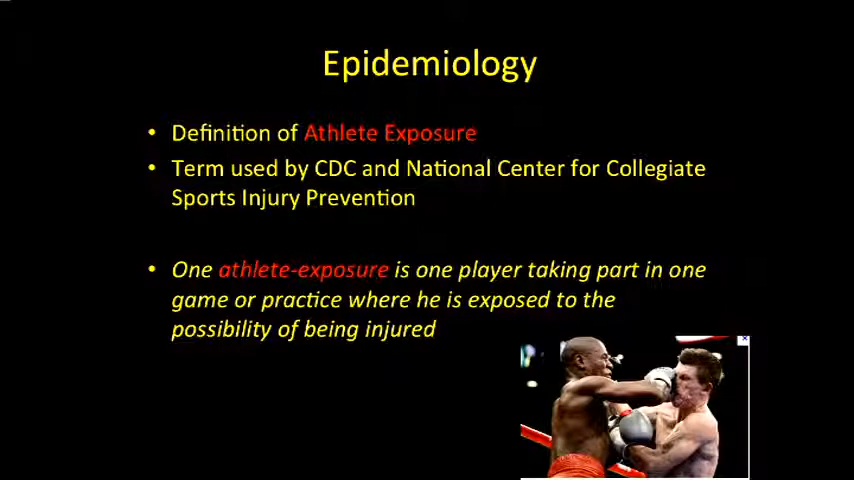 Epidemiology
• Definition of Athlete Exposure
• Term used by CDC and National Center for Collegiate
Sports Injury Prevention
• One athlete-exposure is one player taking part in one
game or practice where he is exposed to the
possibility of being injured